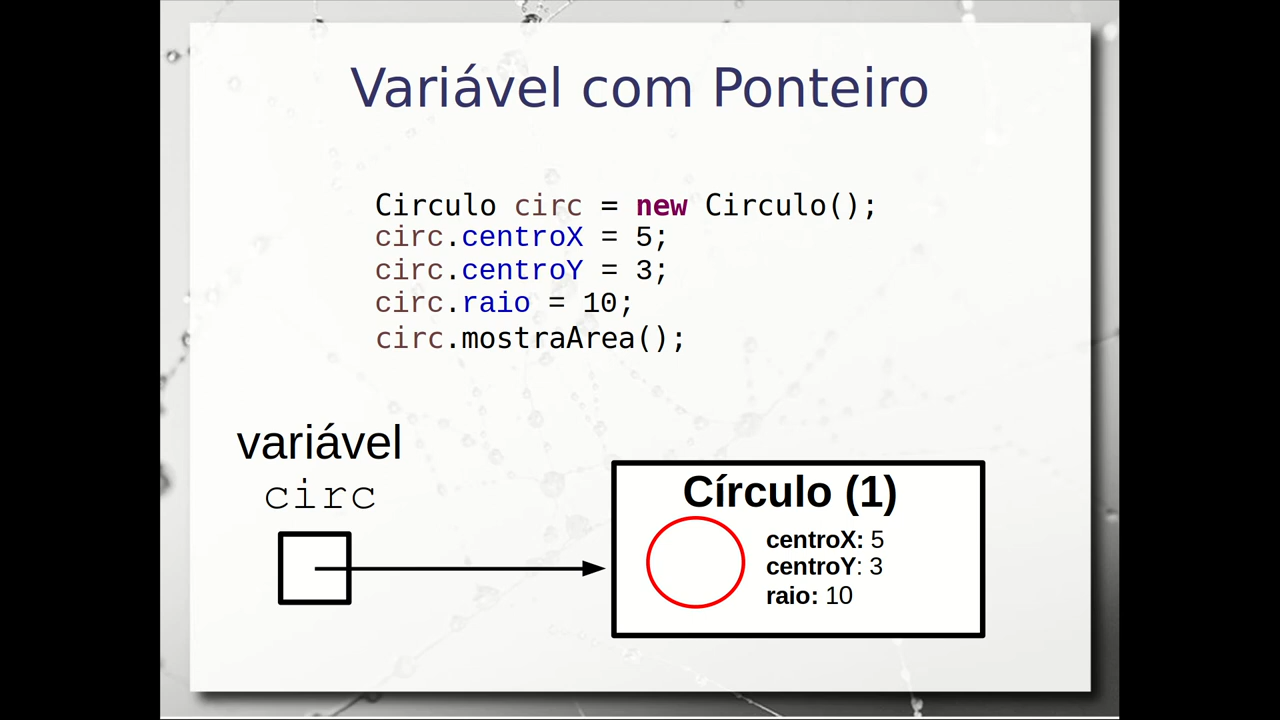 Variável com Ponteiro
Circulo circ = new Circulo();
circ.centroX = 5;
circ.centroY = 3;
circ.raio = 10;
circ.mostraArea();
variável
circ
Círculo (1)
centroX: 5
centroY: 3
raio: 10